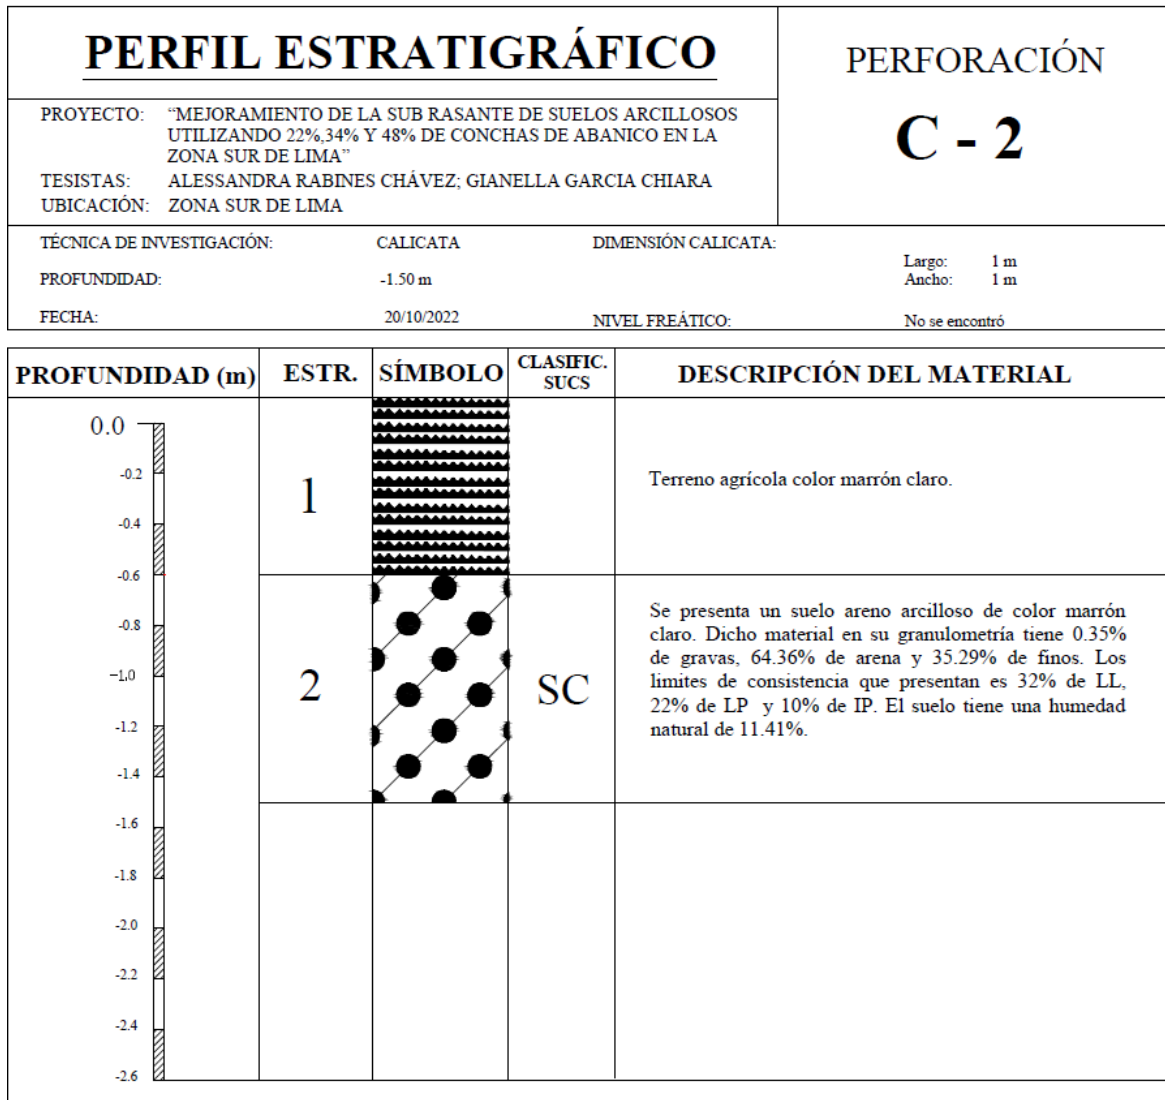 PERFIL ESTRATIGRÁFICO
PERFORACIÓN
C - 2
PROYECTO: “MEJORAMIENTO DE LA SUB RASANTE DE SUELOS ARCILLOSOS
UTILIZANDO 22%,34% Y 48% DE CONCHAS DE ABANICO EN LA
ZONA SUR DE LIMA”
TESISTAS: ALESSANDRA RABINES CHÁVEZ; GIANELLA GARCIA CHIARA
UBICACIÓN: ZONA SUR DE LIMA
TÉCNICA DE INVESTIGACIÓN: CALICATA DIMENSIÓN CALICATA:
Largo: 1 m
PROFUNDIDAD: -1.50 m Ancho: 1 m
FECHA: 20/10/2022 NIVEL FREÁTICO: No se encontró
PROFUNDIDAD (m) ESTR. SÍMBOLO CLASIFIC. SUCS DESCRIPCIÓN DEL MATERIAL
0.0
-0.2
-0.4
-0.6
-0.8
-1.0
-1.2
-1.4
-1.6
-1.8
-2.0
-2.2
-2.4
-2.6
1
Terreno agrícola color marrón claro.
2
SC
Se presenta un suelo areno arcilloso de color marrón
claro. Dicho material en su granulometría tiene 0.35%
de gravas, 64.36% de arena y 35.29% de finos. Los
limites de consistencia que presentan es 32% de LL,
22% de LP y 10% de IP. El suelo tiene una humedad
natural de 11.41%.